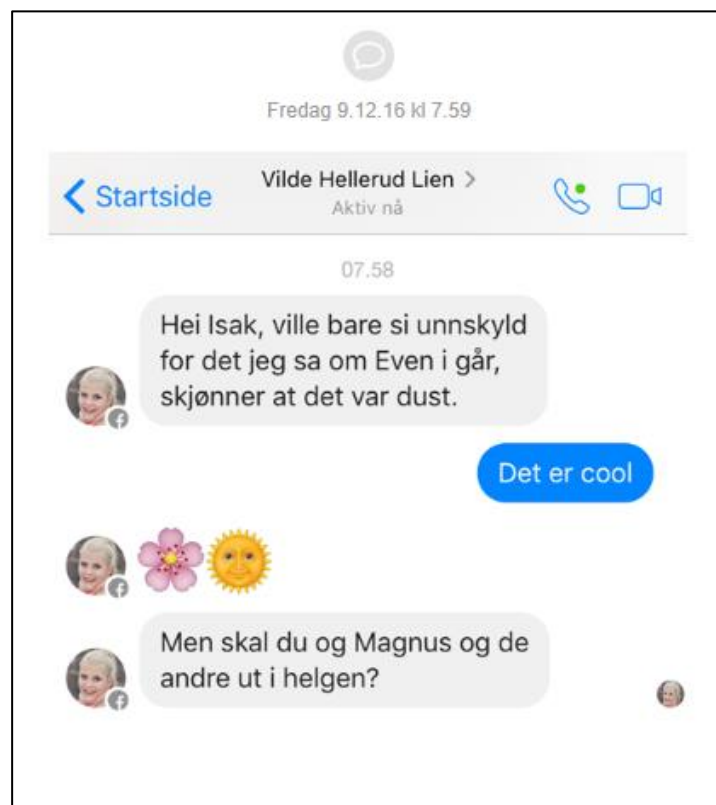 Fredag 9.12.16 kl 7.59
Startside
Vilde Hellerud Lien >
Aktiv nå
07.58
Hei Isak, ville bare si unnskyld
for det jeg sa om Even i går,
skjønner at det var dust.
Det er cool
🌸🌞
Men skal du og Magnus og de
andre ut i helgen?